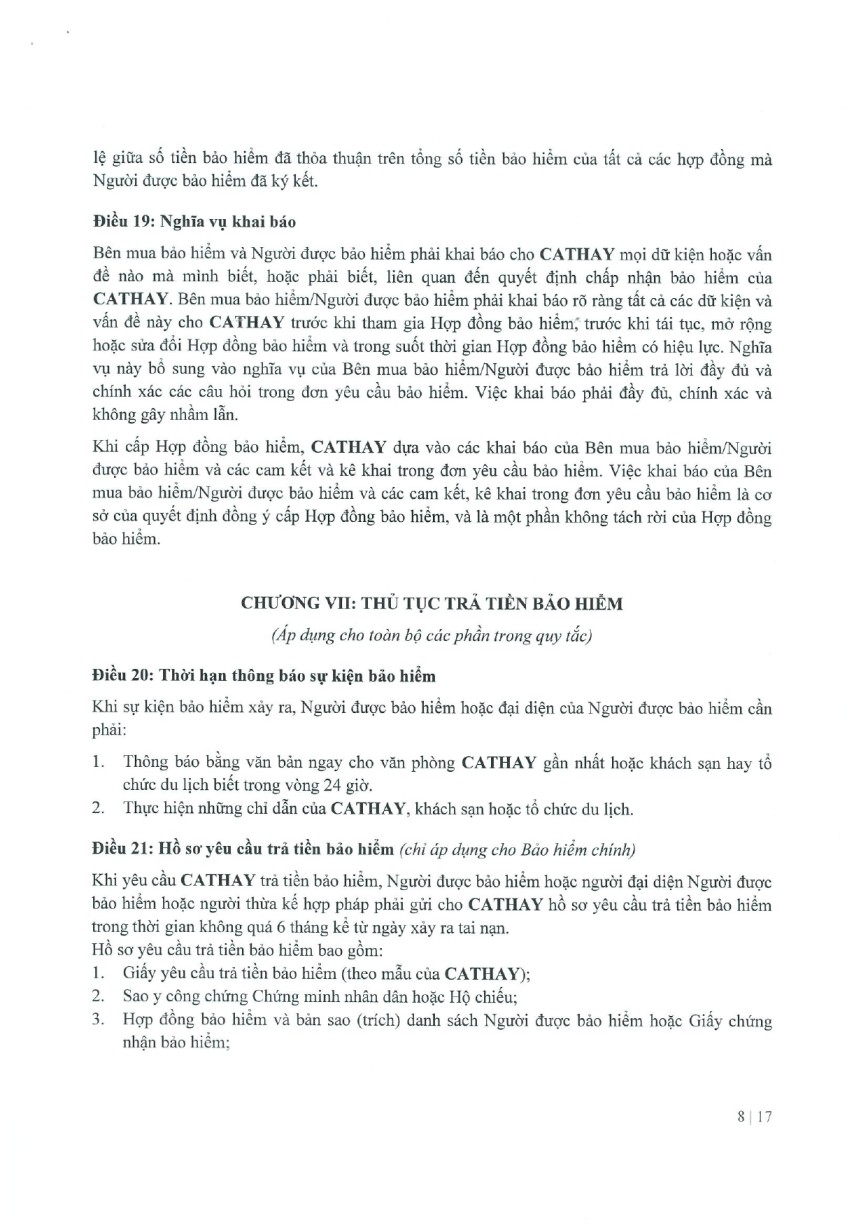 lệ giữa số tiền bảo hiểm đã thỏa thuận trên tổng số tiền bảo hiểm của tất cả các hợp đồng mà
Người được bảo hiểm đã ký kết.
Điều 19: Nghĩa vụ khai báo
Bên mua bảo hiểm và Người được bảo hiểm phải khai báo cho CATHAY mọi dữ kiện hoặc vấn
đề nào mà mình biết, hoặc phải biết, liên quan đến quyết định chấp nhận bảo hiểm của
CATHAY. Bên mua bảo hiểm/Người được bảo hiểm phải khai báo rõ ràng tất cả các dữ kiện và
vấn đề này cho CATHAY trước khi tham gia Hợp đồng bảo hiểm, trước khi tái tục, mở rộng
hoặc sửa đổi Hợp đồng bảo hiểm và trong suốt thời gian Hợp đồng bảo hiểm có hiệu lực. Nghĩa
vụ này bổ sung vào nghĩa vụ của Bên mua bảo hiểm/Người được bảo hiểm trả lời đầy đủ và
chính xác các câu hỏi trong đơn yêu cầu bảo hiểm. Việc khai báo phải đầy đủ, chính xác và
không gây nhầm lẫn.
Khi cấp Hợp đồng bảo hiểm, CATHAY dựa vào các khai báo của Bên mua bảo hiểm/Người
được bảo hiểm và các cam kết và kê khai trong đơn yêu cầu bảo hiểm. Việc khai báo của Bên
mua bảo hiểm/Người được bảo hiểm và các cam kết, kê khai trong đơn yêu cầu bảo hiểm là cơ
sở của quyết định đồng ý cấp Hợp đồng bảo hiểm, và là một phần không tách rời của Hợp đồng
bảo hiểm.
CHƯƠNG VII: THỦ TỤC TRẢ TIỀN BẢO HIỂM
(Áp dụng cho toàn bộ các phần trong quy tắc)
Điều 20: Thời hạn thông báo sự kiện bảo hiểm
Khi sự kiện bảo hiểm xảy ra, Người được bảo hiểm hoặc đại diện của Người được bảo hiểm cần
phải:
1. Thông báo bằng văn bản ngay cho văn phòng CATHAY gần nhất hoặc khách sạn hay tổ
chức du lịch biết trong vòng 24 giờ.
2. Thực hiện những chỉ dẫn của CATHAY, khách sạn hoặc tổ chức du lịch.
Điều 21: Hồ sơ yêu cầu trả tiền bảo hiểm (chỉ áp dụng cho Bảo hiểm chính)
Khi yêu cầu CATHAY trả tiền bảo hiểm, Người được bảo hiểm hoặc người đại diện Người được
bảo hiểm hoặc người thừa kế hợp pháp phải gửi cho CATHAY hồ sơ yêu cầu trả tiền bảo hiểm
trong thời gian không quá 6 tháng kể từ ngày xảy ra tai nạn.
Hồ sơ yêu cầu trả tiền bảo hiểm bao gồm:
1. Giấy yêu cầu trả tiền bảo hiểm (theo mẫu của CATHAY);
2. Sao y công chứng Chứng minh nhân dân hoặc Hộ chiếu;
3. Hợp đồng bảo hiểm và bản sao (trích) danh sách Người được bảo hiểm hoặc Giấy chứng
nhận bảo hiểm;
8 | 17